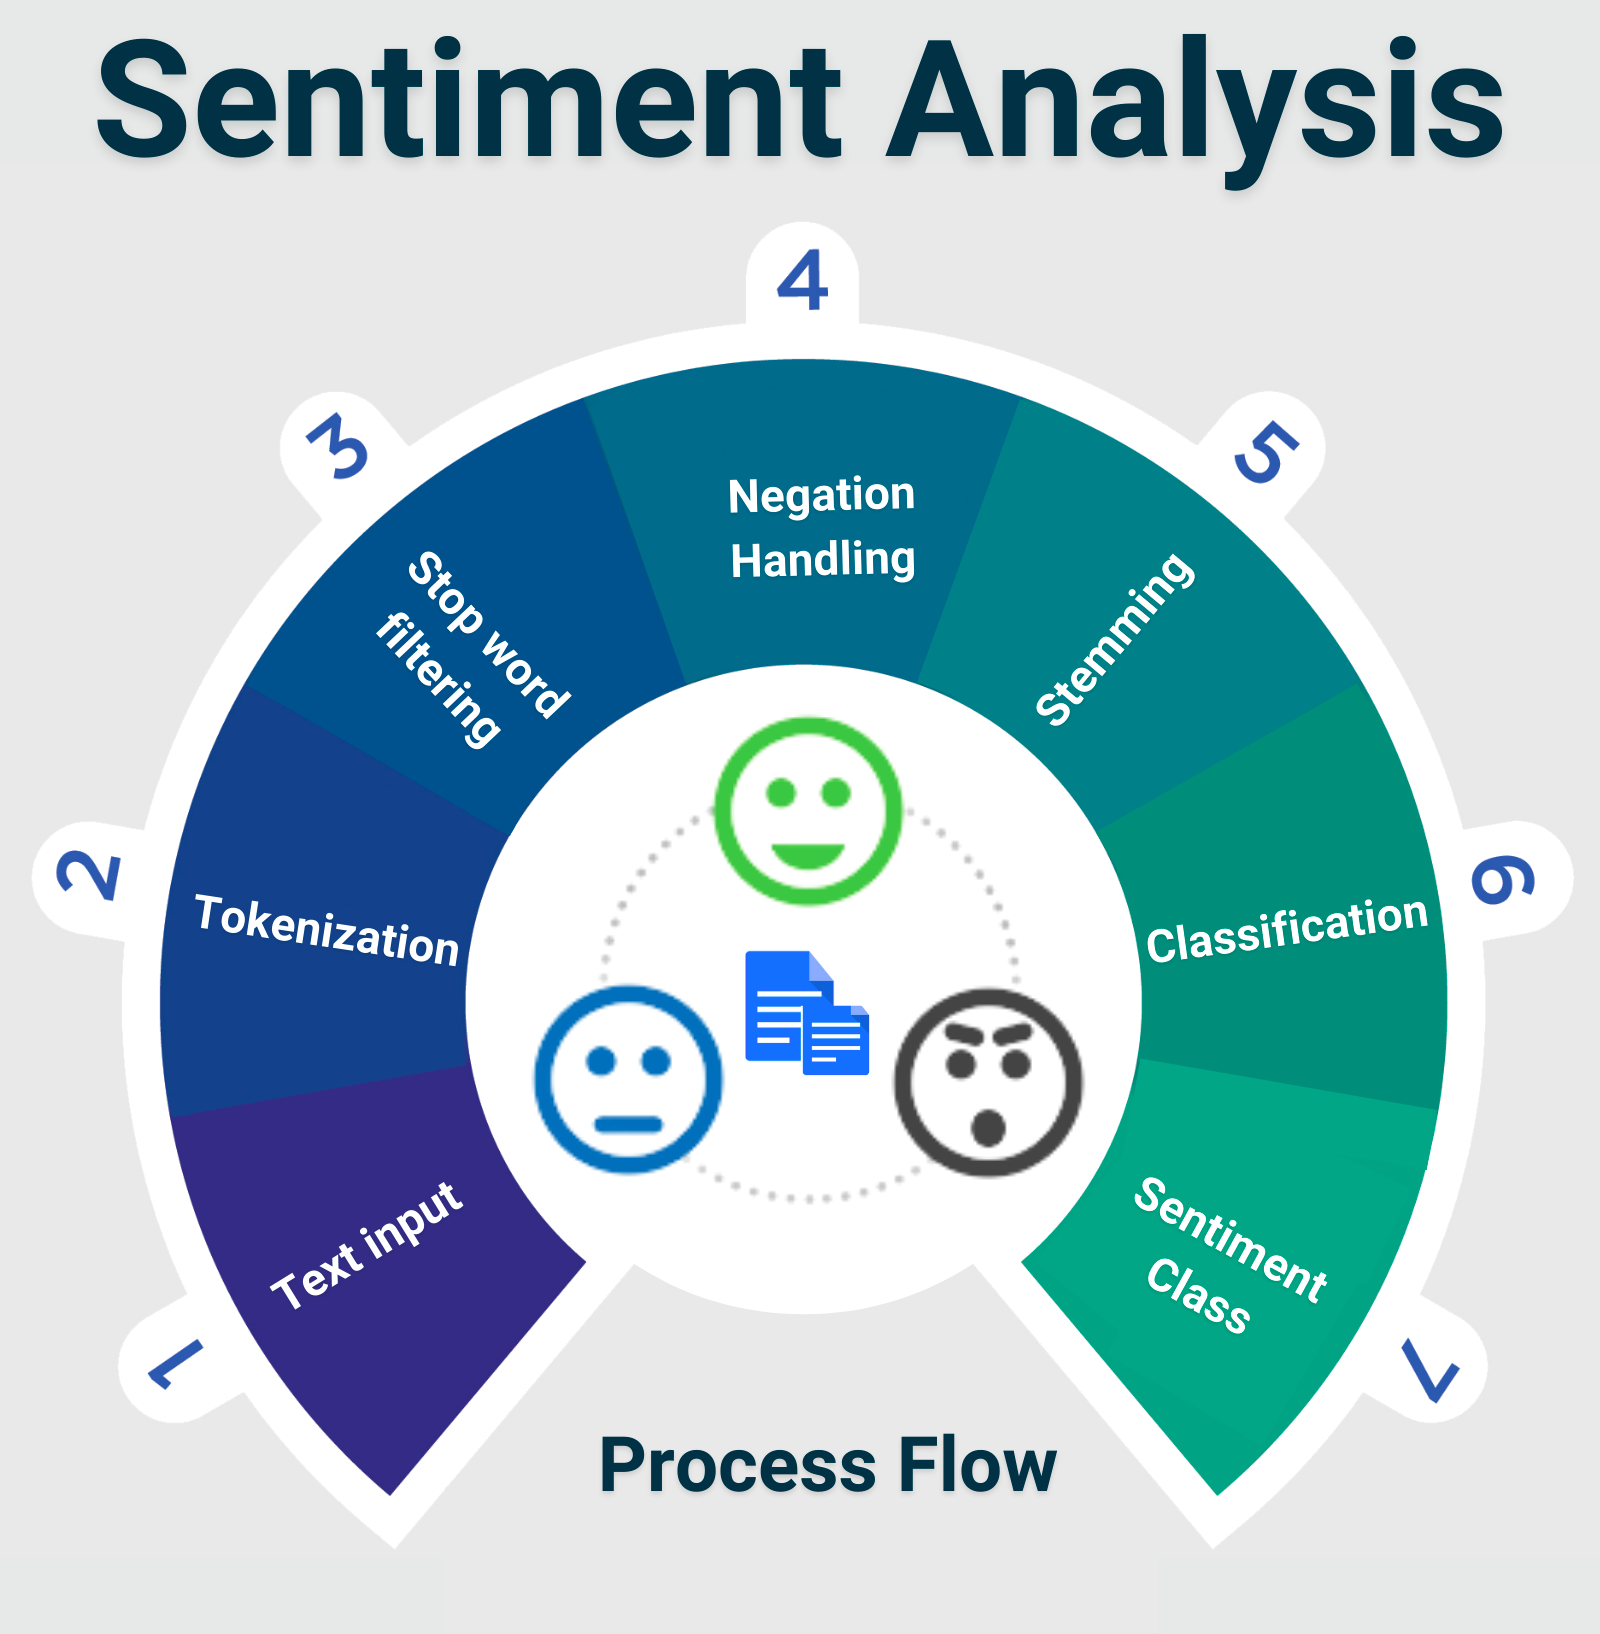 Sentiment Analysis
1
Text input
2
Tokenization
3
Stop word
filtering
4
Negation
Handling
5
Stemming
6
Classification
7
Sentiment
Class
Process Flow